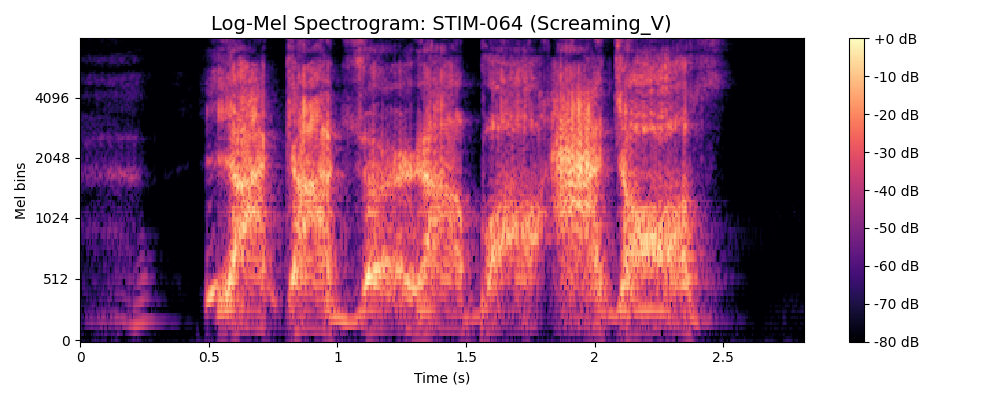 Log-Mel Spectrogram: STIM-064 (Screaming_V)
Mel bins
4096
2048
1024
512
0
0
0.5
1
1.5
2
2.5
Time (s)
+0 dB
-10 dB
-20 dB
-30 dB
-40 dB
-50 dB
-60 dB
-70 dB
-80 dB